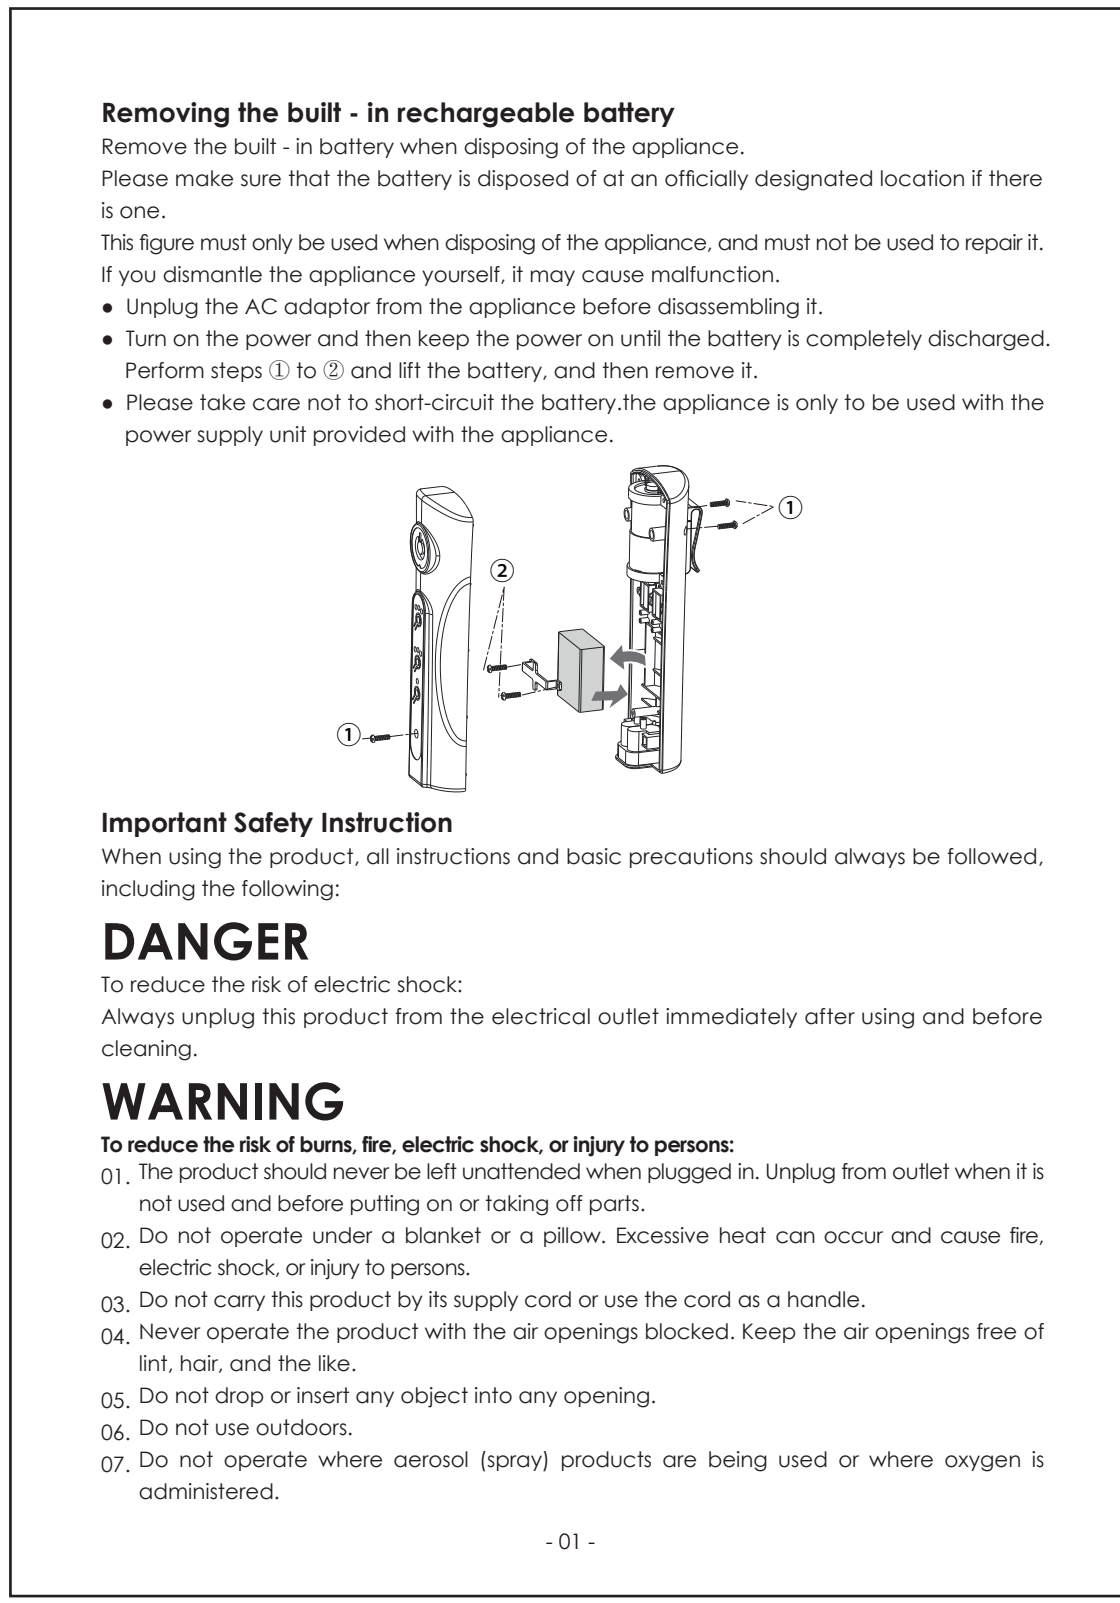 Removing the built - in rechargeable battery
Remove the built - in battery when disposing of the appliance.
Please make sure that the battery is disposed of at an officially designated location if there
is one.
This figure must only be used when disposing of the appliance, and must not be used to repair it.
If you dismantle the appliance yourself, it may cause malfunction.
● Unplug the AC adaptor from the appliance before disassembling it.
● Turn on the power and then keep the power on until the battery is completely discharged.
Perform steps ① to ② and lift the battery, and then remove it.
● Please take care not to short-circuit the battery.the appliance is only to be used with the
power supply unit provided with the appliance.
①
②
①
Important Safety Instruction
When using the product, all instructions and basic precautions should always be followed,
including the following:
DANGER
To reduce the risk of electric shock:
Always unplug this product from the electrical outlet immediately after using and before
cleaning.
WARNING
To reduce the risk of burns, fire, electric shock, or injury to persons:
01. The product should never be left unattended when plugged in. Unplug from outlet when it is
not used and before putting on or taking off parts.
02. Do not operate under a blanket or a pillow. Excessive heat can occur and cause fire,
electric shock, or injury to persons.
03. Do not carry this product by its supply cord or use the cord as a handle.
04. Never operate the product with the air openings blocked. Keep the air openings free of
lint, hair, and the like.
05. Do not drop or insert any object into any opening.
06. Do not use outdoors.
07. Do not operate where aerosol (spray) products are being used or where oxygen is
administered.
- 01 -